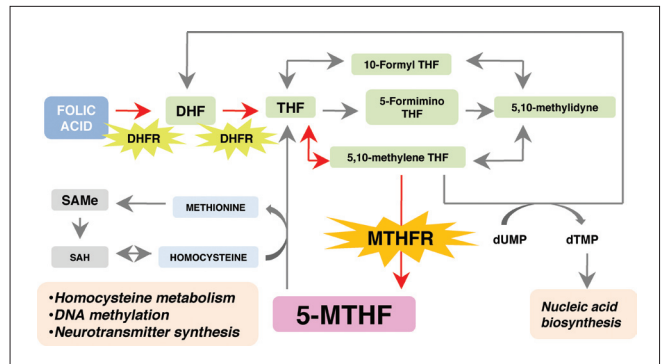 10-Formyl THF
FOLIC
ACID
DHF
THF
5-Formimino
THF
5,10-methylidyne
DHFR
DHFR
5,10-methylene THF
SAMe
METHIONINE
MTHFR
dUMP
dTMP
SAH
HOMOCYSTEINE
•Homocysteine metabolism
•DNA methylation
•Neurotransmitter synthesis
5-MTHF
Nucleic acid
biosynthesis